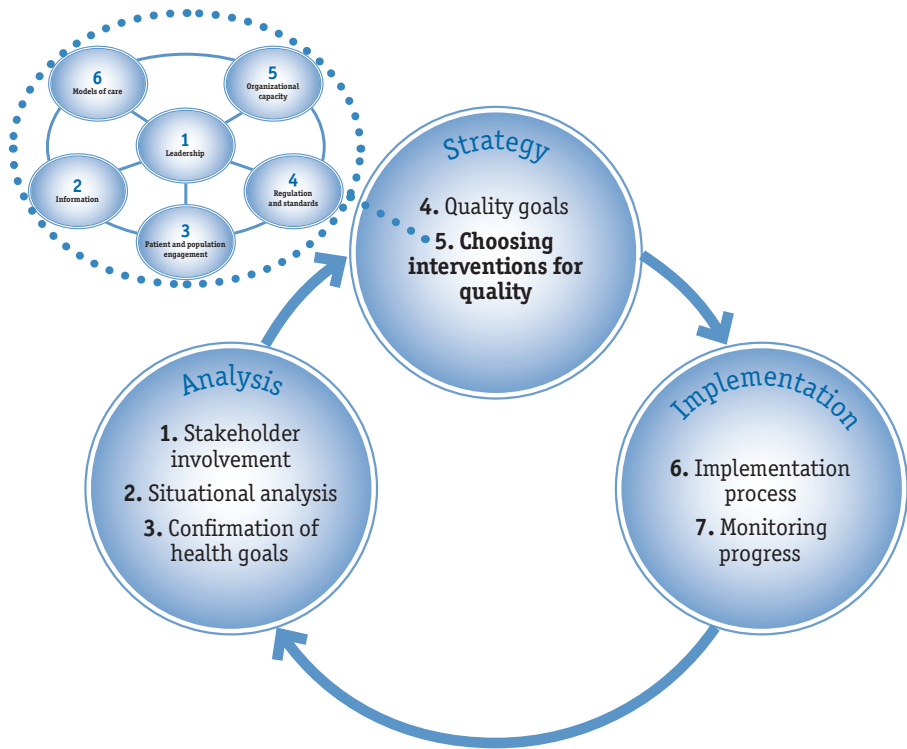 6
Models of care
5
Organizational
capacity
1
Leadership
2
Information
4
Regulation
and standards
3
Patient and population
engagement
Strategy
4. Quality goals
5. Choosing
interventions for
quality
Analysis
1. Stakeholder
involvement
2. Situational analysis
3. Confirmation of
health goals
Implementation
6. Implementation
process
7. Monitoring
progress